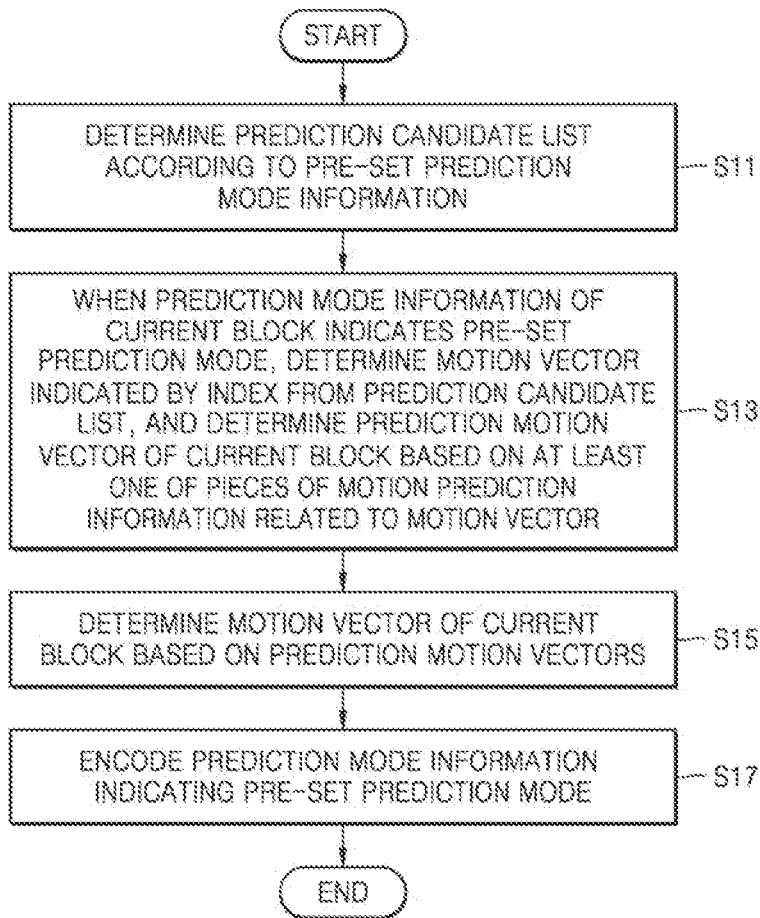 START
DETERMINE PREDICTION CANDIDATE LIST
ACCORDING TO PRE-SET PREDICTION
MODE INFORMATION
S11
WHEN PREDICTION MODE INFORMATION OF
CURRENT BLOCK INDICATES PRE-SET
PREDICTION MODE, DETERMINE MOTION VECTOR
INDICATED BY INDEX FROM PREDICTION CANDIDATE
LIST, AND DETERMINE PREDICTION MOTION
VECTOR OF CURRENT BLOCK BASED ON AT LEAST
ONE OF PIECES OF MOTION PREDICTION
INFORMATION RELATED TO MOTION VECTOR
S13
DETERMINE MOTION VECTOR OF CURRENT
BLOCK BASED ON PREDICTION MOTION VECTORS
S15
ENCODE PREDICTION MODE INFORMATION
INDICATING PRE-SET PREDICTION MODE
S17
END